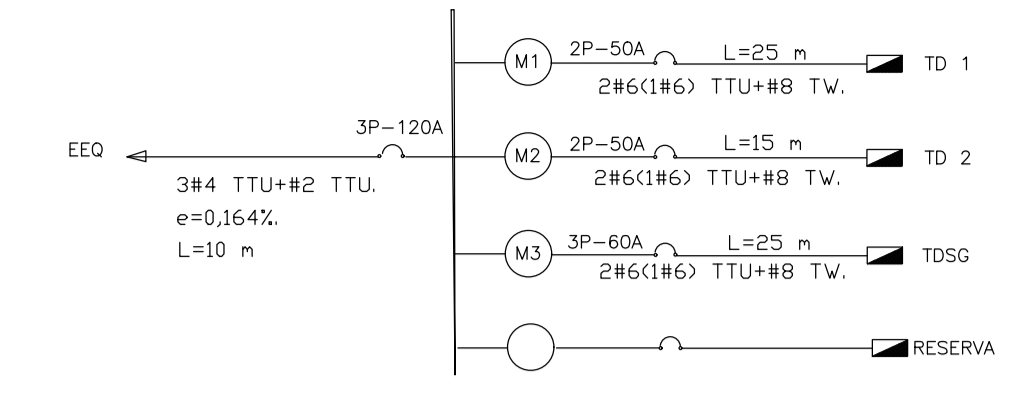 EEQ
3P-120A
3#4 TTU+#2 TTU.
e=0,164%.
L=10 m
M1 2P-50A L=25 m TD 1
2#6(1#6) TTU+#8 TW.
M2 2P-50A L=15 m TD 2
2#6(1#6) TTU+#8 TW.
M3 3P-60A L=25 m TDSG
2#6(1#6) TTU+#8 TW.
RESERVA